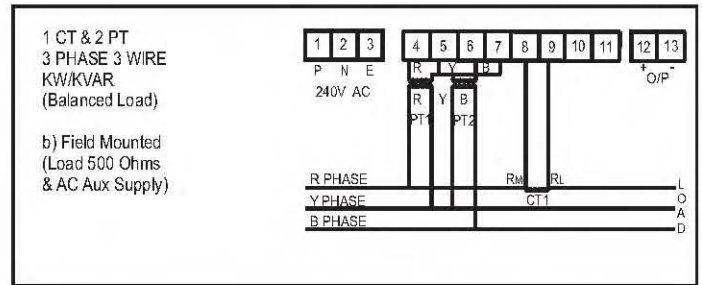 1 CT & 2 PT
3 PHASE 3 WIRE
KW/KVAR
(Balanced Load)
b) Field Mounted
(Load 500 Ohms
& AC Aux Supply)
1 2 3 4 5 6 7 8 9 10 11 12 13
P N E
240V AC
R Y B
+ -
O/P
R Y B
PT1 PT2
R PHASE
RM RL
Y PHASE
CT1
B PHASE
LOAD